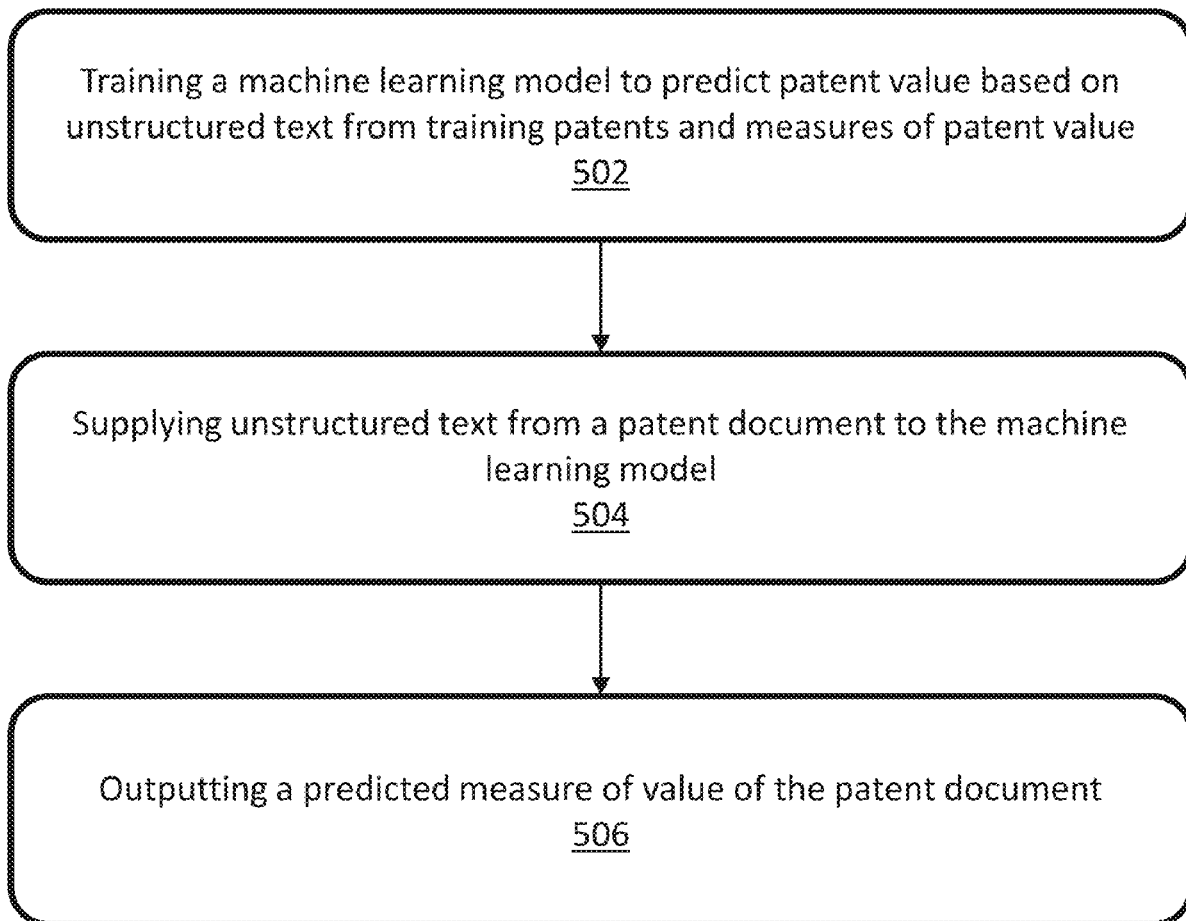 Training a machine learning model to predict patent value based on
unstructured text from training patents and measures of patent value
502
Supplying unstructured text from a patent document to the machine
learning model
504
Outputting a predicted measure of value of the patent document
506